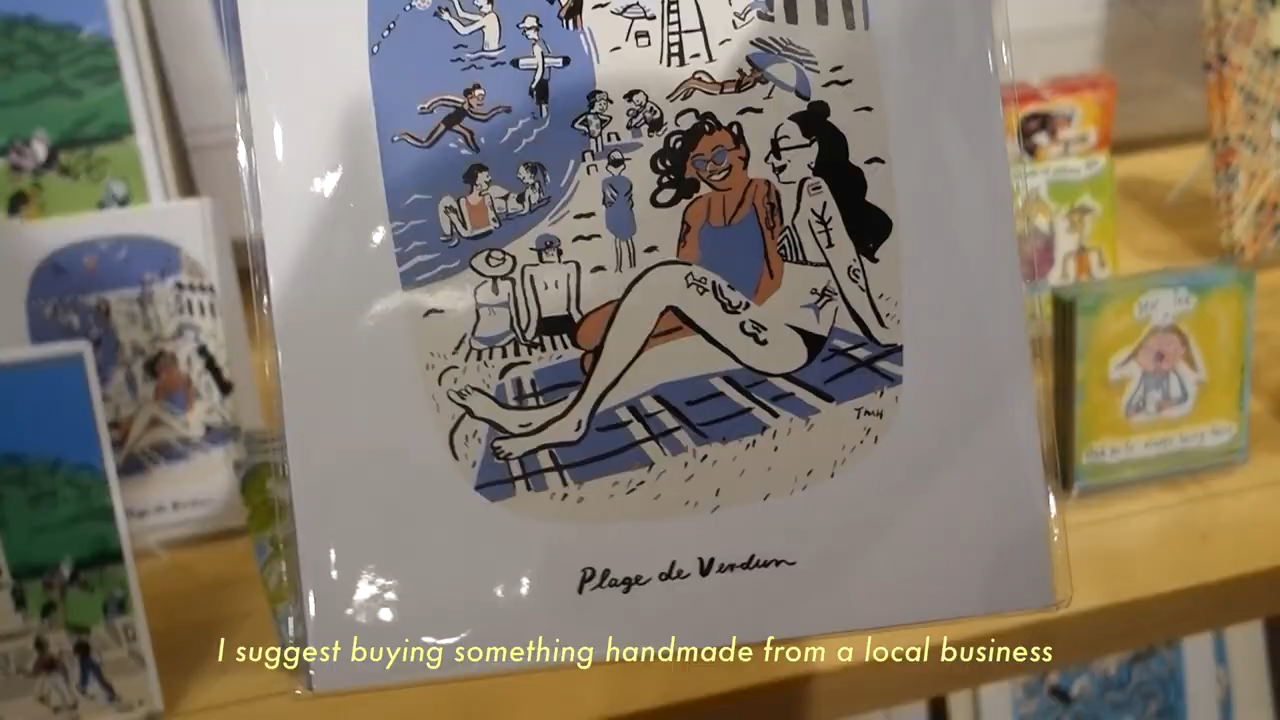 TMH
Plage de Verdun
I suggest buying something handmade from a local business